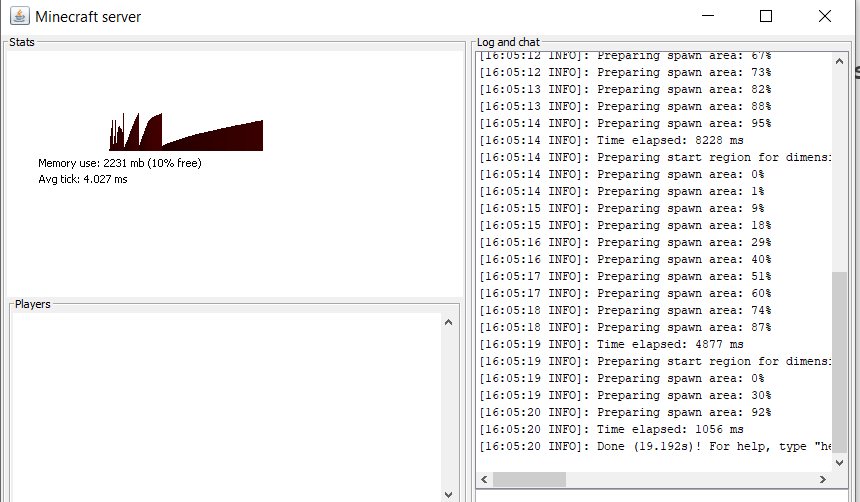 Minecraft server
Stats
Memory use: 2231 mb (10% free)
Avg tick: 4.027 ms
Players
Log and chat
[16:05:12 INFO]: Preparing spawn area: 67%
[16:05:12 INFO]: Preparing spawn area: 73%
[16:05:13 INFO]: Preparing spawn area: 82%
[16:05:13 INFO]: Preparing spawn area: 88%
[16:05:14 INFO]: Preparing spawn area: 95%
[16:05:14 INFO]: Time elapsed: 8228 ms
[16:05:14 INFO]: Preparing start region for dimensi
[16:05:14 INFO]: Preparing spawn area: 0%
[16:05:14 INFO]: Preparing spawn area: 1%
[16:05:15 INFO]: Preparing spawn area: 9%
[16:05:15 INFO]: Preparing spawn area: 18%
[16:05:16 INFO]: Preparing spawn area: 29%
[16:05:16 INFO]: Preparing spawn area: 40%
[16:05:17 INFO]: Preparing spawn area: 51%
[16:05:17 INFO]: Preparing spawn area: 60%
[16:05:18 INFO]: Preparing spawn area: 74%
[16:05:18 INFO]: Preparing spawn area: 87%
[16:05:19 INFO]: Time elapsed: 4877 ms
[16:05:19 INFO]: Preparing start region for dimensi
[16:05:19 INFO]: Preparing spawn area: 0%
[16:05:19 INFO]: Preparing spawn area: 30%
[16:05:20 INFO]: Preparing spawn area: 92%
[16:05:20 INFO]: Time elapsed: 1056 ms
[16:05:20 INFO]: Done (19.192s)! For help, type "he